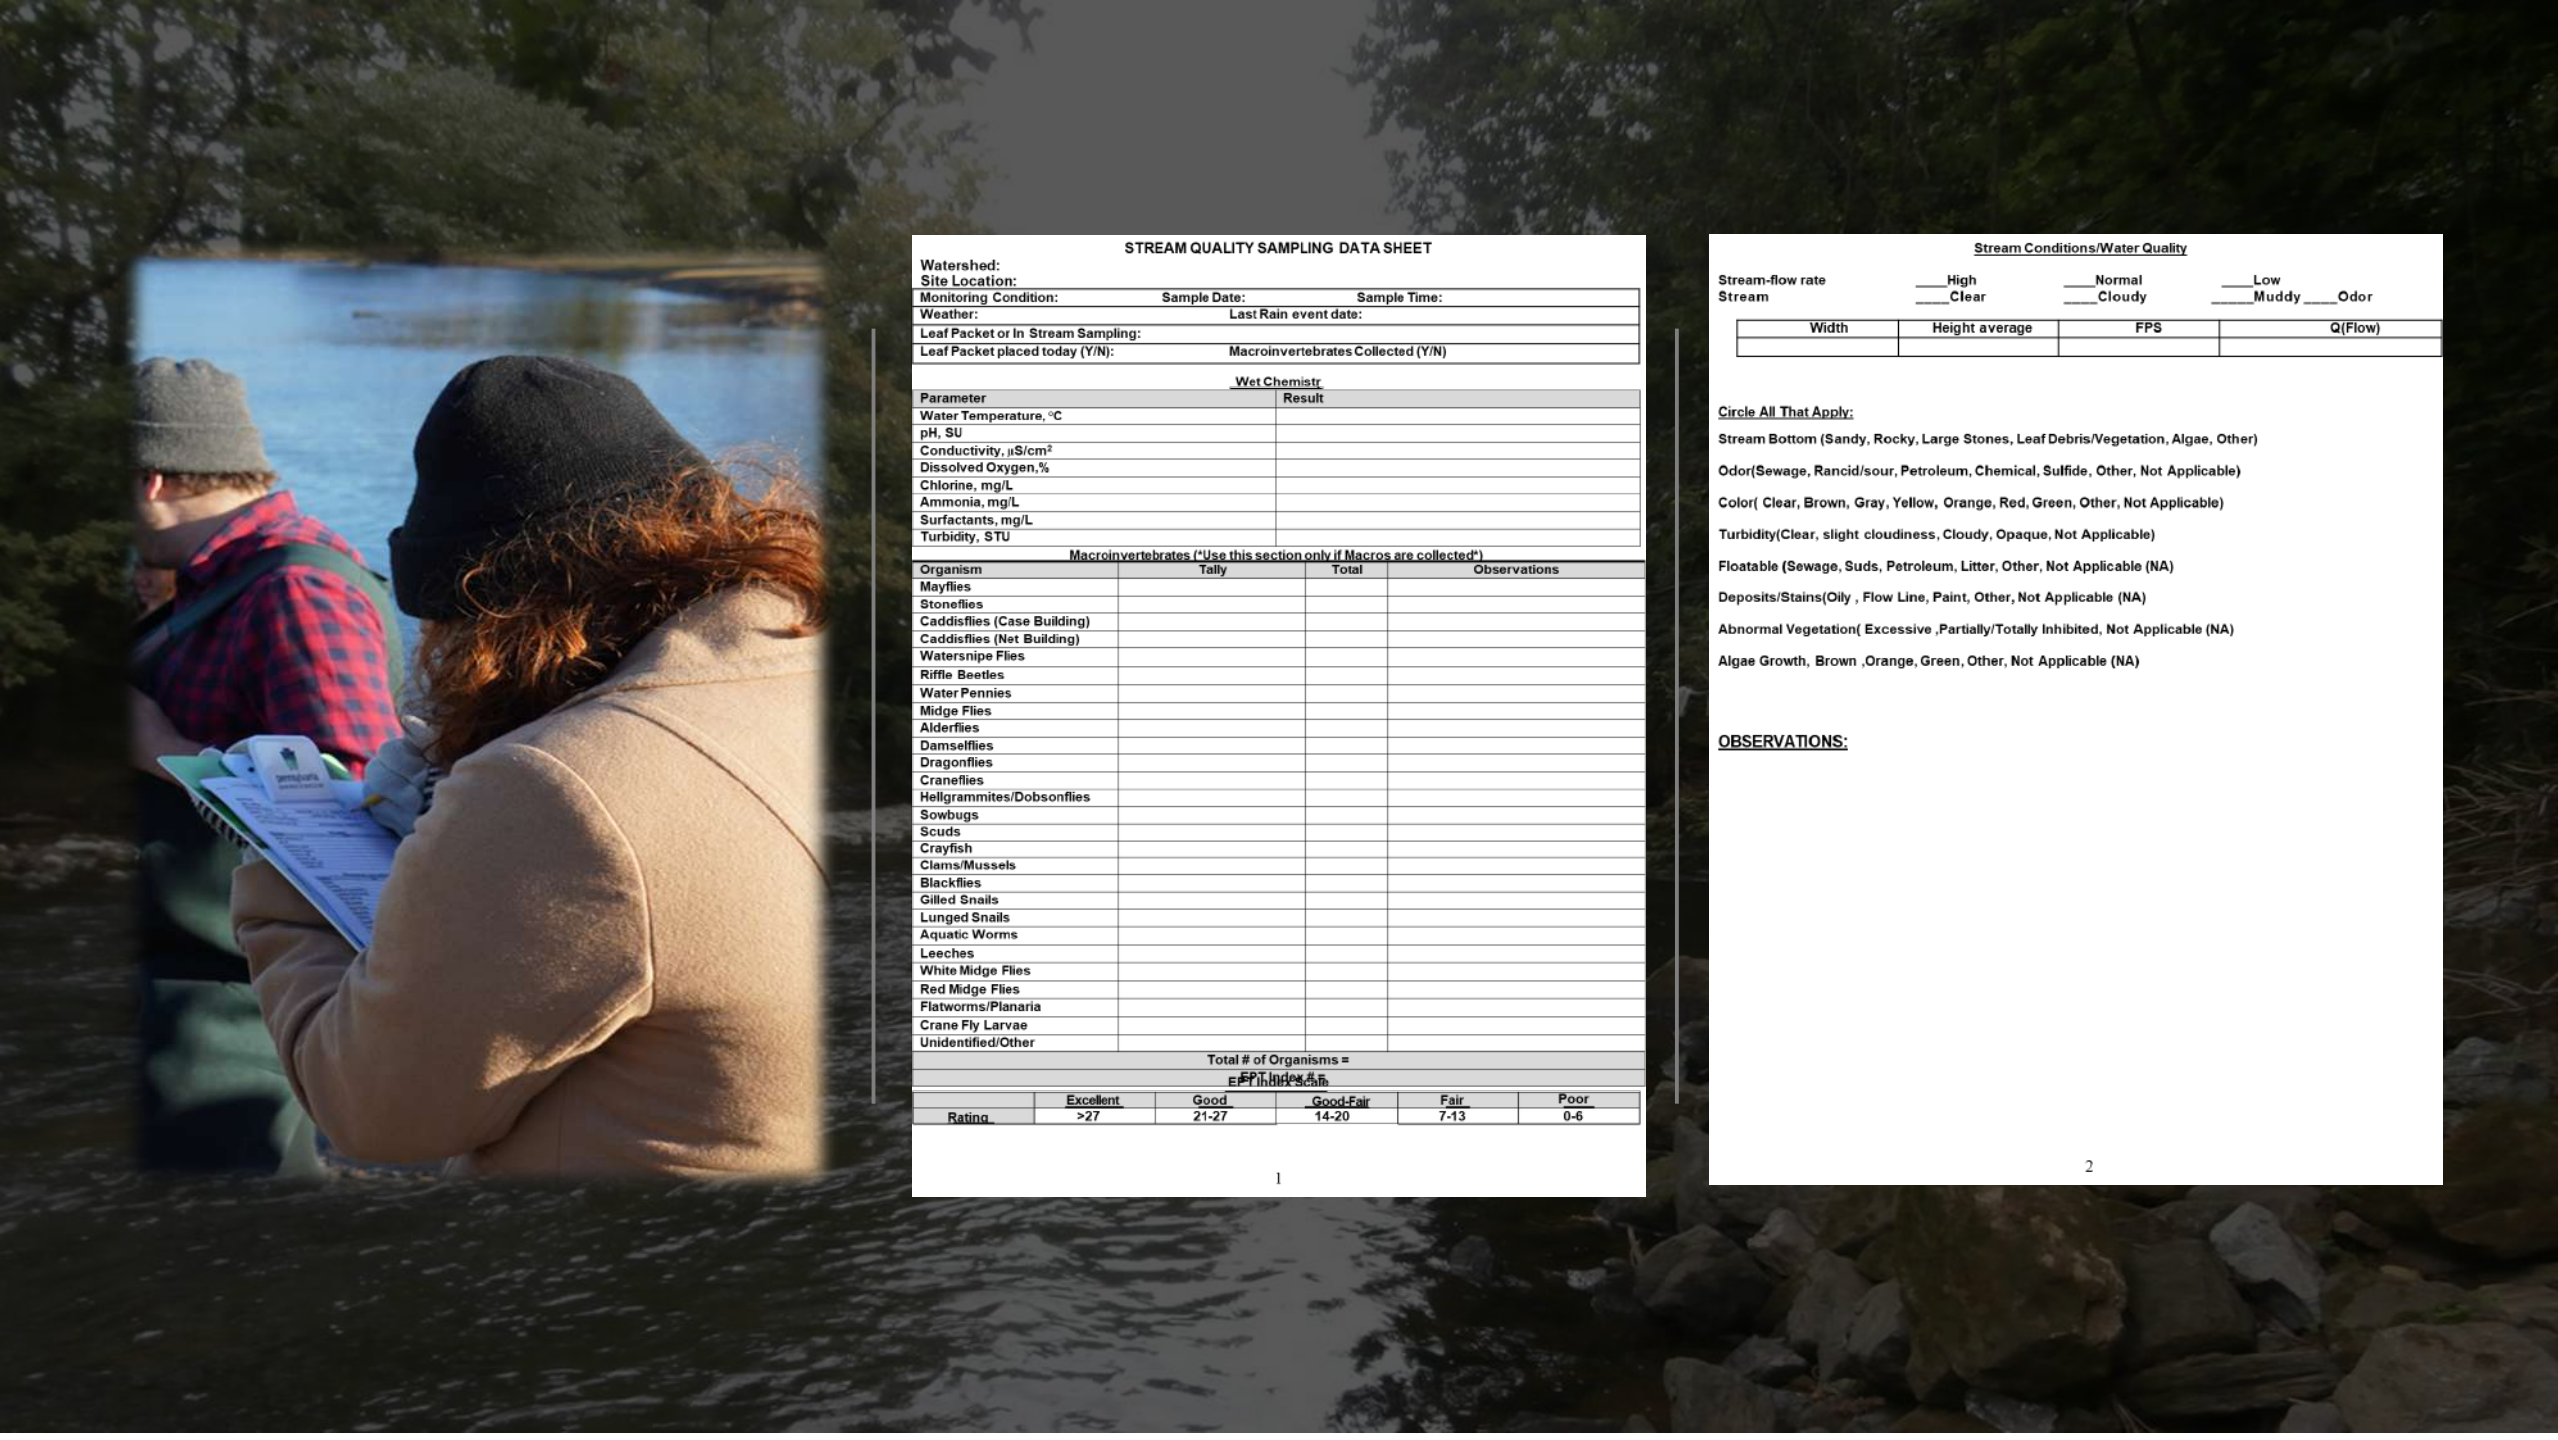 pennsylvania
STREAM QUALITY SAMPLING DATA SHEET
Watershed:
Site Location:
Monitoring Condition: Sample Date: Sample Time:
Weather: Last Rain event date:
Leaf Packet or In Stream Sampling:
Leaf Packet placed today (Y/N): Macroinvertebrates Collected (Y/N)
Wet Chemistr
Parameter Result
Water Temperature, °C
pH, SU
Conductivity, µS/cm²
Dissolved Oxygen,%
Chlorine, mg/L
Ammonia, mg/L
Surfactants, mg/L
Turbidity, STU
Macroinvertebrates (*Use this section only if Macros are collected*)
Organism Tally Total Observations
Mayflies
Stoneflies
Caddisflies (Case Building)
Caddisflies (Net Building)
Watersnipe Flies
Riffle Beetles
Water Pennies
Midge Flies
Alderflies
Damselflies
Dragonflies
Craneflies
Hellgrammites/Dobsonflies
Sowbugs
Scuds
Crayfish
Clams/Mussels
Blackflies
Gilled Snails
Lunged Snails
Aquatic Worms
Leeches
White Midge Flies
Red Midge Flies
Flatworms/Planaria
Crane Fly Larvae
Unidentified/Other
Total # of Organisms =
EPT Index # =
EPT Index Scale
Excellent Good Good-Fair Fair Poor
Rating >27 21-27 14-20 7-13 0-6
1
Stream Conditions/Water Quality
Stream-flow rate ____High ____Normal ____Low
Stream ____Clear ____Cloudy _____Muddy ____Odor
Width Height average FPS Q(Flow)
Circle All That Apply:
Stream Bottom (Sandy, Rocky, Large Stones, Leaf Debris/Vegetation, Algae, Other)
Odor(Sewage, Rancid/sour, Petroleum, Chemical, Sulfide, Other, Not Applicable)
Color( Clear, Brown, Gray, Yellow, Orange, Red, Green, Other, Not Applicable)
Turbidity(Clear, slight cloudiness, Cloudy, Opaque, Not Applicable)
Floatable (Sewage, Suds, Petroleum, Litter, Other, Not Applicable (NA)
Deposits/Stains(Oily , Flow Line, Paint, Other, Not Applicable (NA)
Abnormal Vegetation( Excessive ,Partially/Totally Inhibited, Not Applicable (NA)
Algae Growth, Brown ,Orange, Green, Other, Not Applicable (NA)
OBSERVATIONS:
2